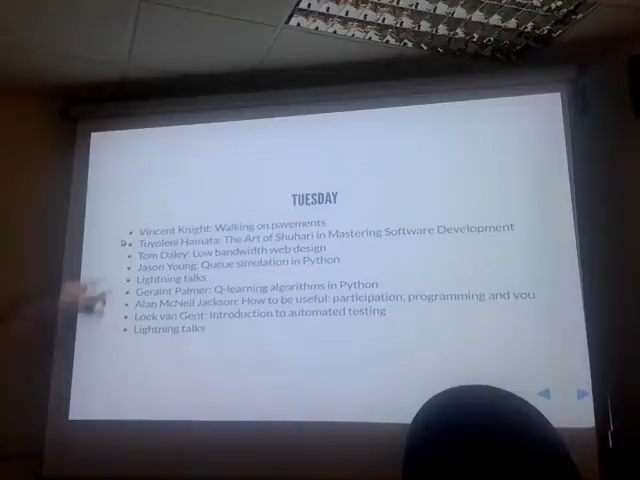 TUESDAY
Vincent Knight: Walking on pavements
Tuyoleni Hamata: The Art of Shuhari in Mastering Software Development
Tom Daley: Low bandwidth web design
Jason Young: Queue simulation in Python
Lightning talks
Geraint Palmer: Q-learning algorithms in Python
Alan McNeil Jackson: How to be useful: participation, programming and you
Loek van Gent: Introduction to automated testing
Lightning talks